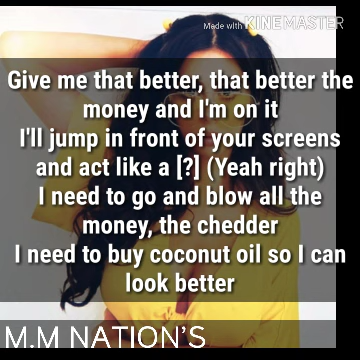 Made with KINEMASTER
Give me that better, that better the
money and I'm on it
I'll jump in front of your screens
and act like a [?] (Yeah right)
I need to go and blow all the
money, the chedder
I need to buy coconut oil so I can
look better
M.M NATION'S